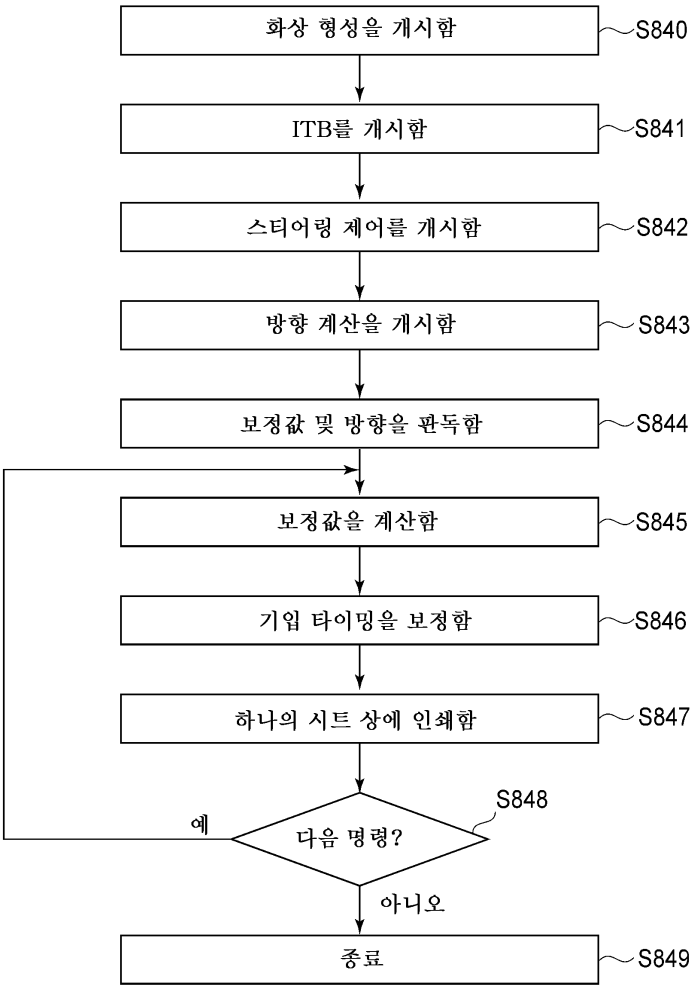 화상 형성을 개시함
S840
ITB를 개시함
S841
스티어링 제어를 개시함
S842
방향 계산을 개시함
S843
보정값 및 방향을 판독함
S844
보정값을 계산함
S845
기입 타이밍을 보정함
S846
하나의 시트 상에 인쇄함
S847
S848
예
다음 명령?
아니오
종료
S849